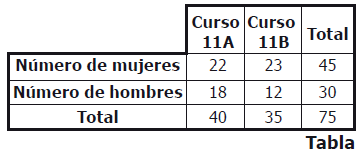 Curso 11A Curso 11B Total
Número de mujeres 22 23 45
Número de hombres 18 12 30
Total 40 35 75
Tabla